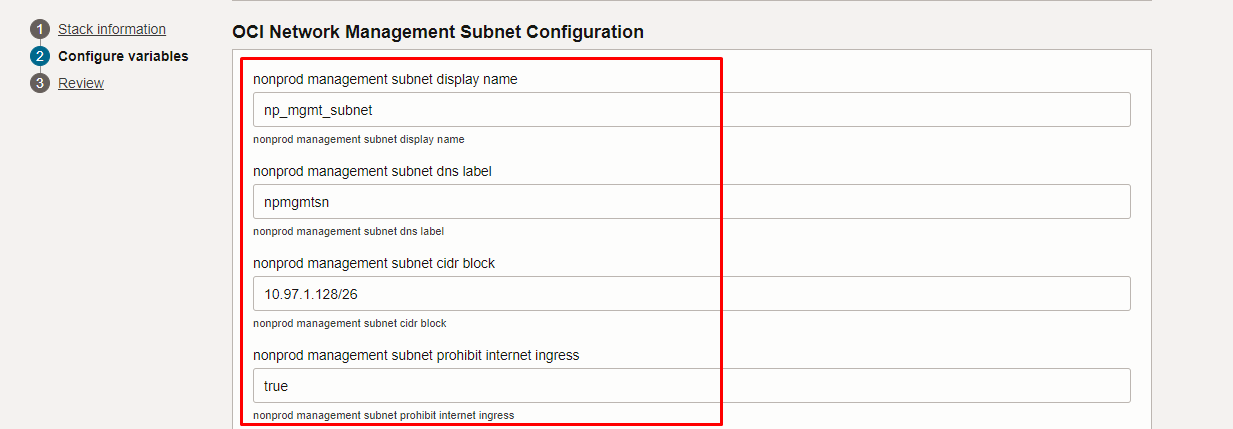 1 Stack information
2 Configure variables
3 Review
OCI Network Management Subnet Configuration
nonprod management subnet display name
np_mgmt_subnet
nonprod management subnet display name
nonprod management subnet dns label
npmgmtsn
nonprod management subnet dns label
nonprod management subnet cidr block
10.97.1.128/26
nonprod management subnet cidr block
nonprod management subnet prohibit internet ingress
true
nonprod management subnet prohibit internet ingress